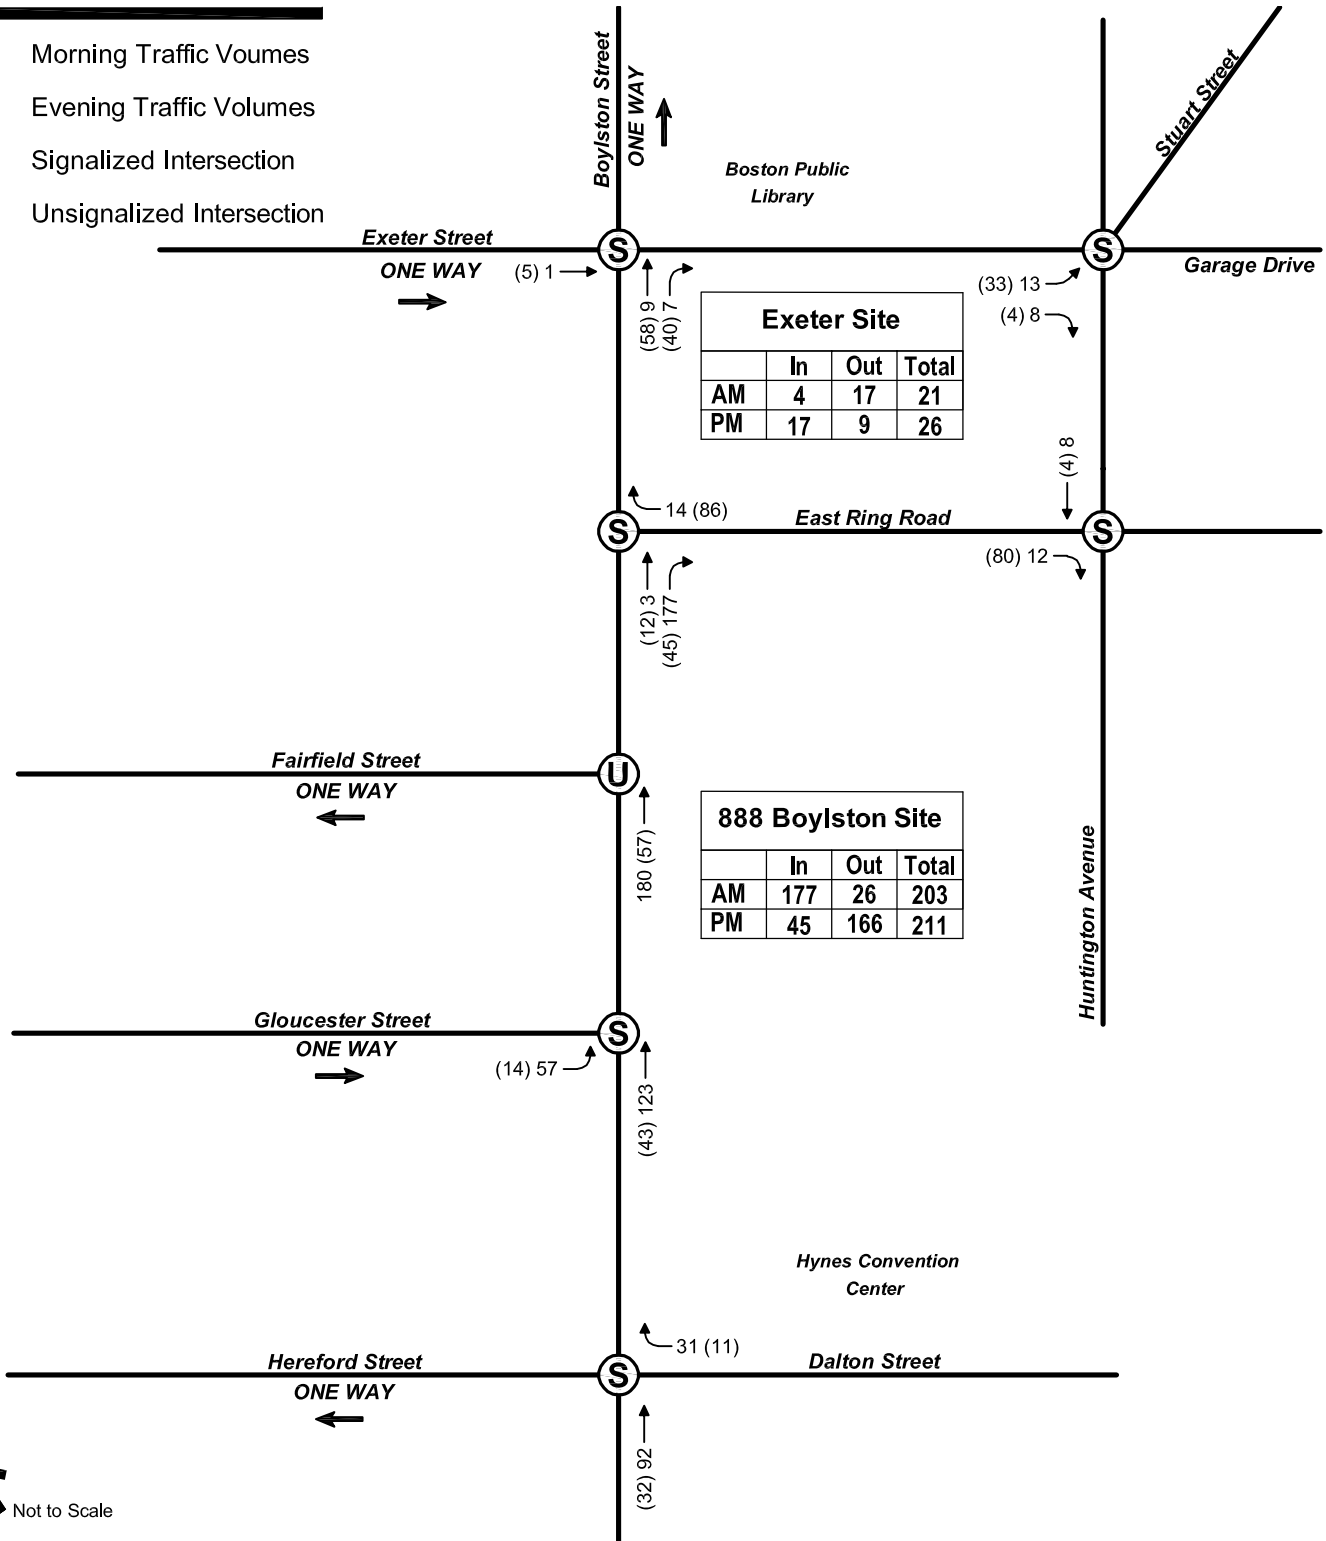 Morning Traffic Voumes
Evening Traffic Volumes
Signalized Intersection
Unsignalized Intersection
Boylston Street
ONE WAY
Boston Public
Library
Stuart Street
Exeter Street
ONE WAY
S
S
Garage Drive
(5) 1
(58) 9
(40) 7
(33) 13
(4) 8
Exeter Site
In Out Total
AM 4 17 21
PM 17 9 26
(4) 8
14 (86)
East Ring Road
S
S
(80) 12
(12) 3
(45) 177
Fairfield Street
ONE WAY
U
180 (57)
888 Boylston Site
In Out Total
AM 177 26 203
PM 45 166 211
Huntington Avenue
Gloucester Street
ONE WAY
S
(14) 57
(43) 123
Hynes Convention
Center
31 (11)
Hereford Street
ONE WAY
S
Dalton Street
(32) 92
Not to Scale